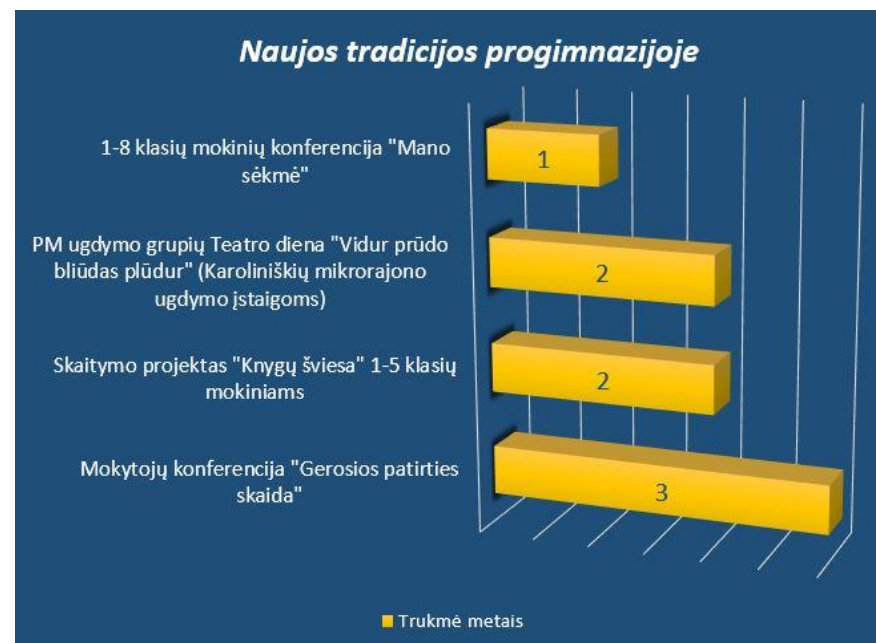 Naujos tradicijos progimnazijoje
1-8 klasių mokinių konferencija "Mano
sėkmė"
1
PM ugdymo grupių Teatro diena "Vidur prūdo
bliūdas plūdur" (Karoliniškių mikrorajono
ugdymo įstaigoms)
2
Skaitymo projektas "Knygų šviesa" 1-5 klasių
mokiniams
2
Mokytojų konferencija "Gerosios patirties
skaida"
3
Trukmė metais